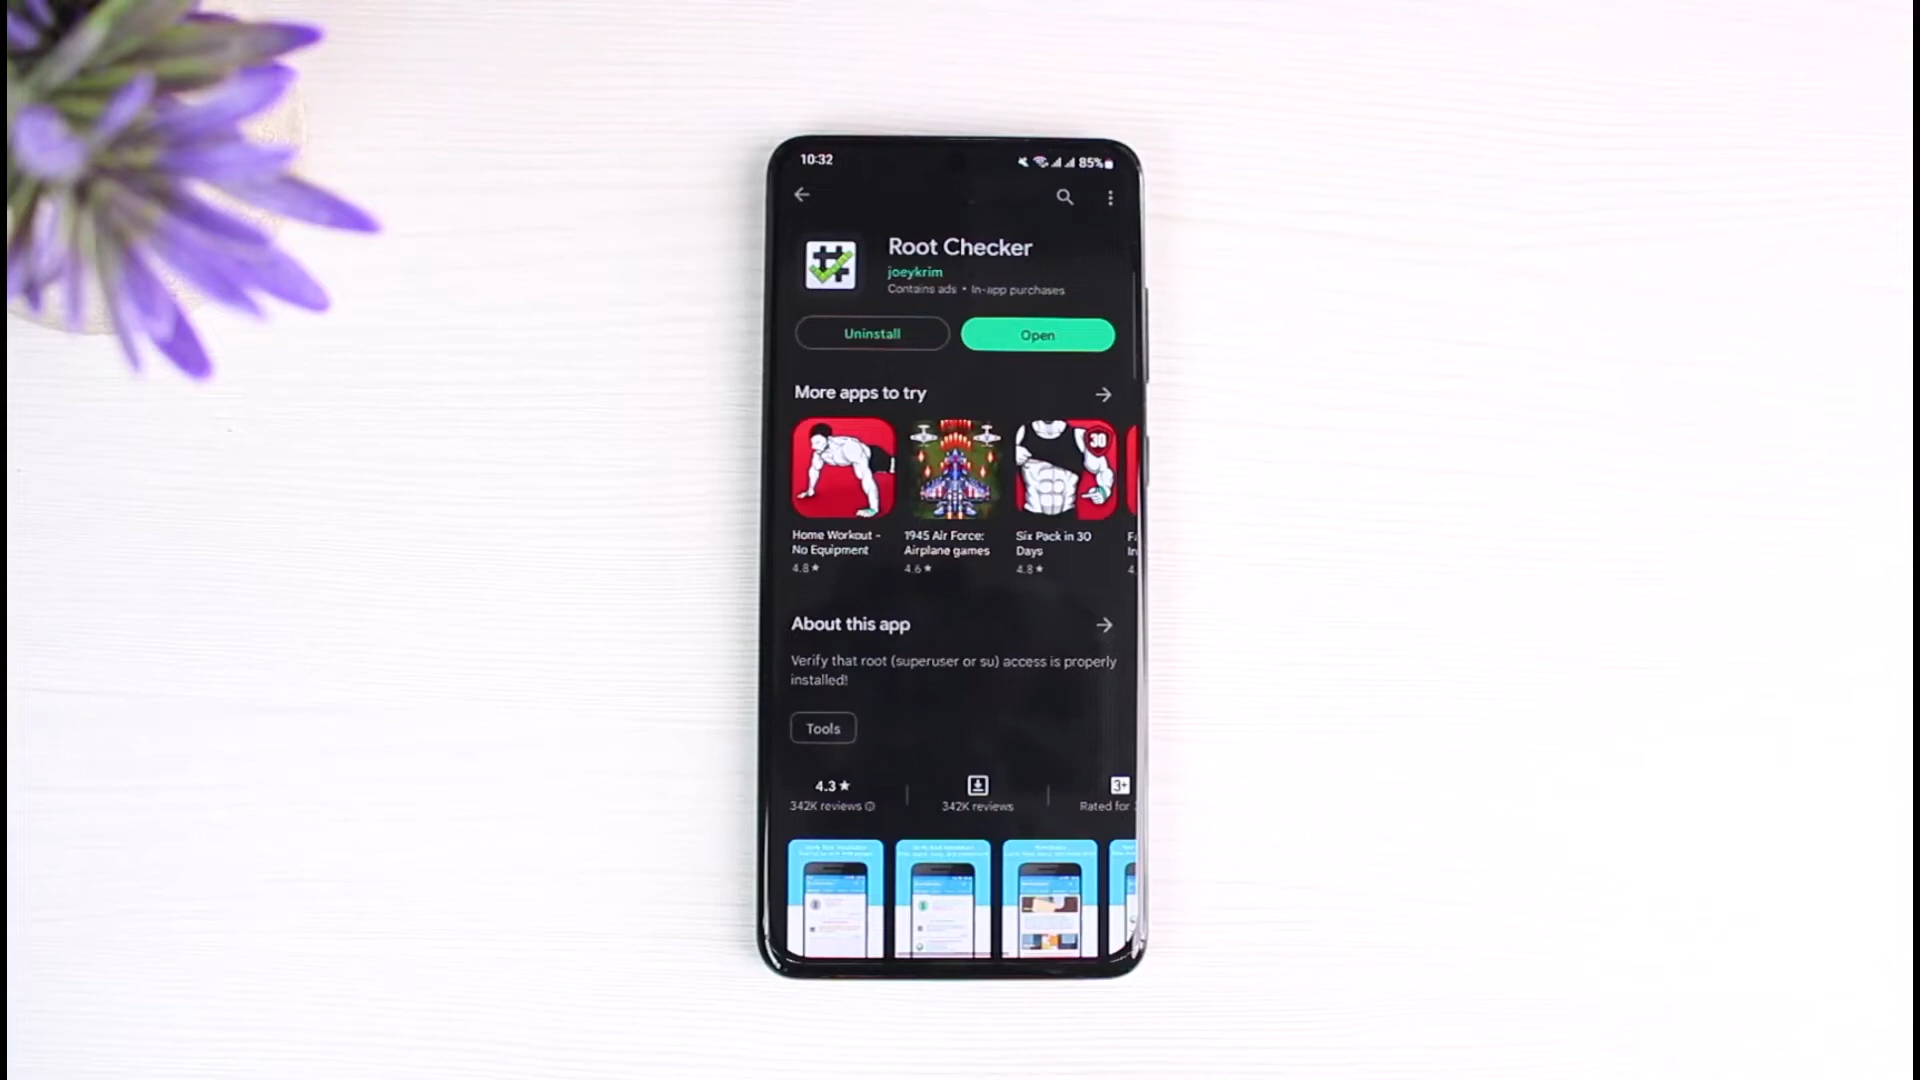 10:32
85%
Root Checker
joeykrim
Contains ads • In-app purchases
Uninstall
Open
More apps to try
30
Home Workout -
No Equipment
4.8★
1945 Air Force:
Airplane games
4.6★
Six Pack in 30
Days
4.8★
About this app
Verify that root (superuser or su) access is properly
installed!
Tools
4.3★
342K reviews
342K reviews
3+
Rated for